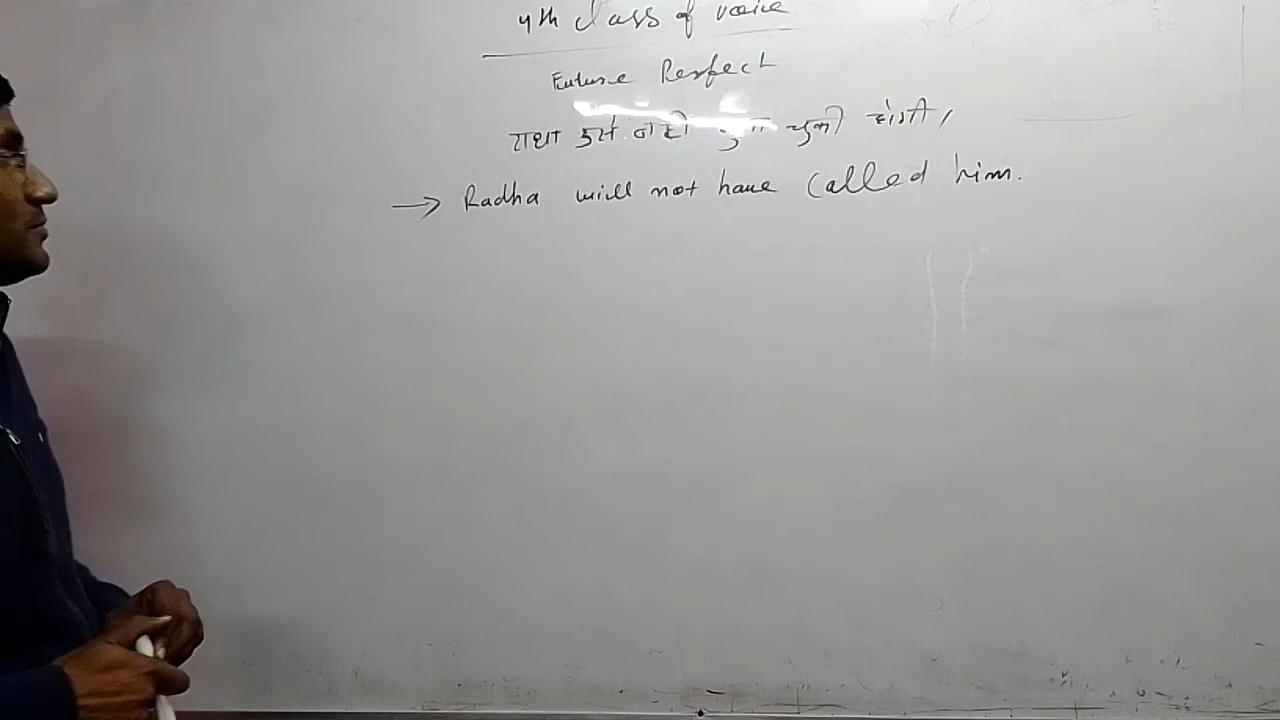 4th class of voice
Future Perfect
राधा उसे नहीं बुला चुकी होगी।
→ Radha will not have called him.